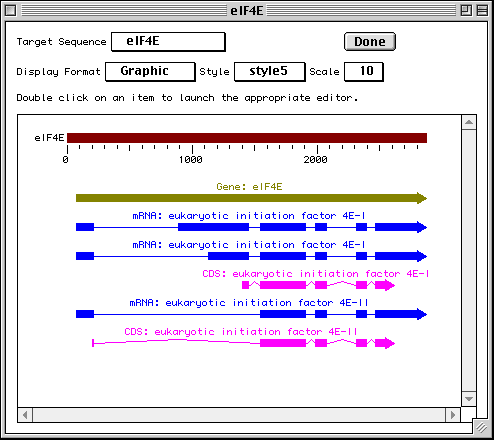 eIF4E
Target Sequence eIF4E Done
Display Format Graphic Style style5 Scale 10
Double click on an item to launch the appropriate editor.
eIF4E
0 1000 2000
Gene: eIF4E
mRNA: eukaryotic initiation factor 4E-I
mRNA: eukaryotic initiation factor 4E-I
CDS: eukaryotic initiation factor 4E-I
mRNA: eukaryotic initiation factor 4E-II
CDS: eukaryotic initiation factor 4E-II